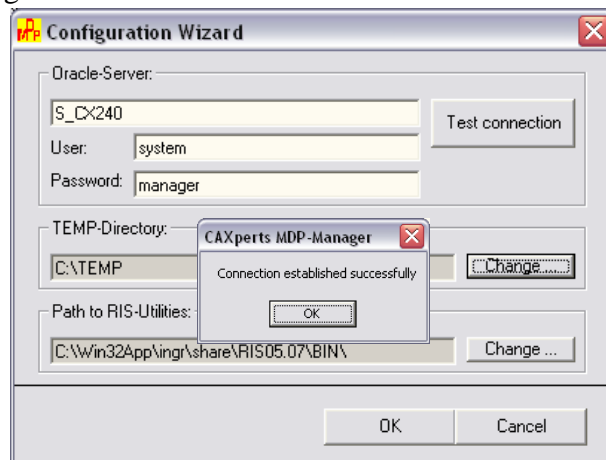 Configuration Wizard
Oracle-Server:
S_CX240
Test connection
User: system
Password: manager
TEMP-Directory:
C:\TEMP
Change.....
CAXperts MDP-Manager
Connection established successfully
OK
Path to RIS-Utilities:
C:\Win32App\ingr\share\RIS05.07\BIN\
Change ...
OK
Cancel